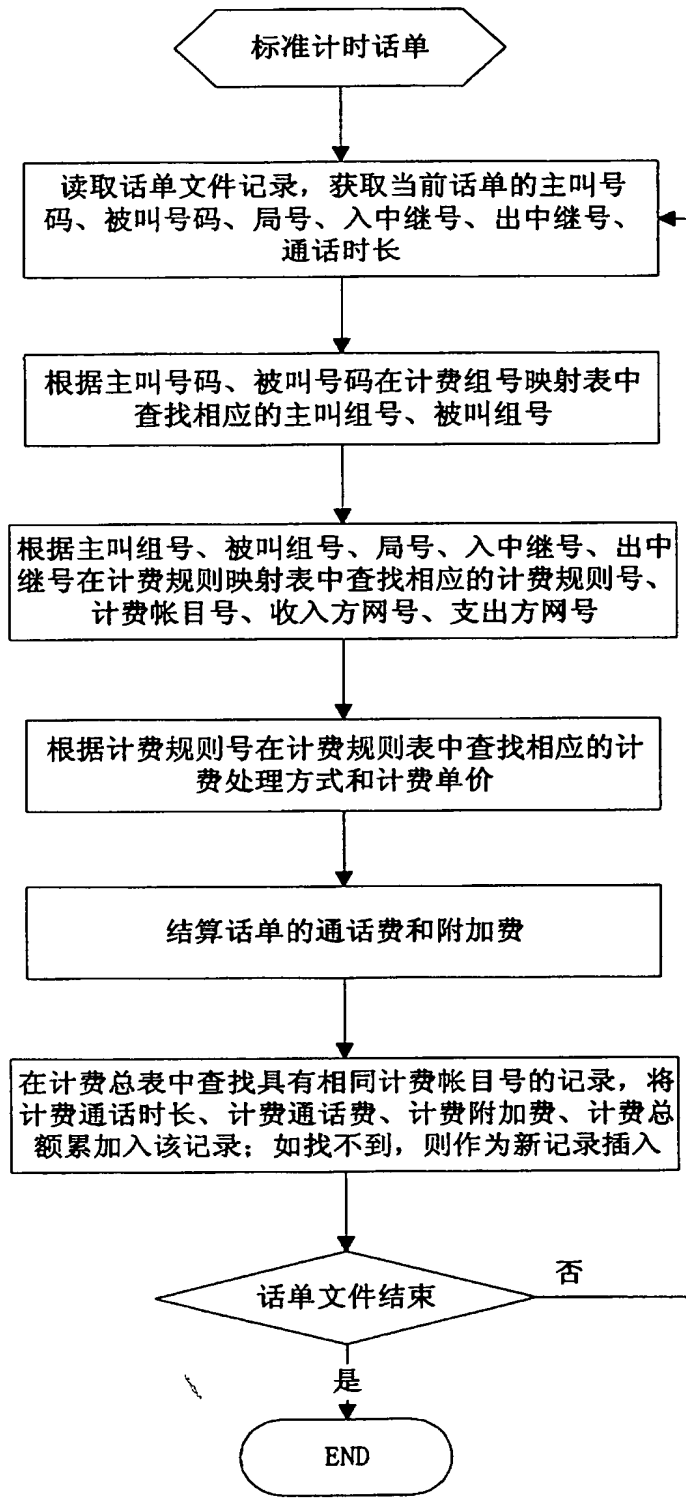 标准计时话单
读取话单文件记录，获取当前话单的主叫号
码、被叫号码、局号、入中继号、出中继号、
通话时长
根据主叫号码、被叫号码在计费组号映射表中
查找相应的主叫组号、被叫组号
根据主叫组号、被叫组号、局号、入中继号、出中
继号在计费规则映射表中查找相应的计费规则号、
计费帐目号、收入方网号、支出方网号
根据计费规则号在计费规则表中查找相应的计
费处理方式和计费单价
结算话单的通话费和附加费
在计费总表中查找具有相同计费帐目号的记录，将
计费通话时长、计费通话费、计费附加费、计费总
额累加入该记录；如找不到，则作为新记录插入
话单文件结束
否
是
END